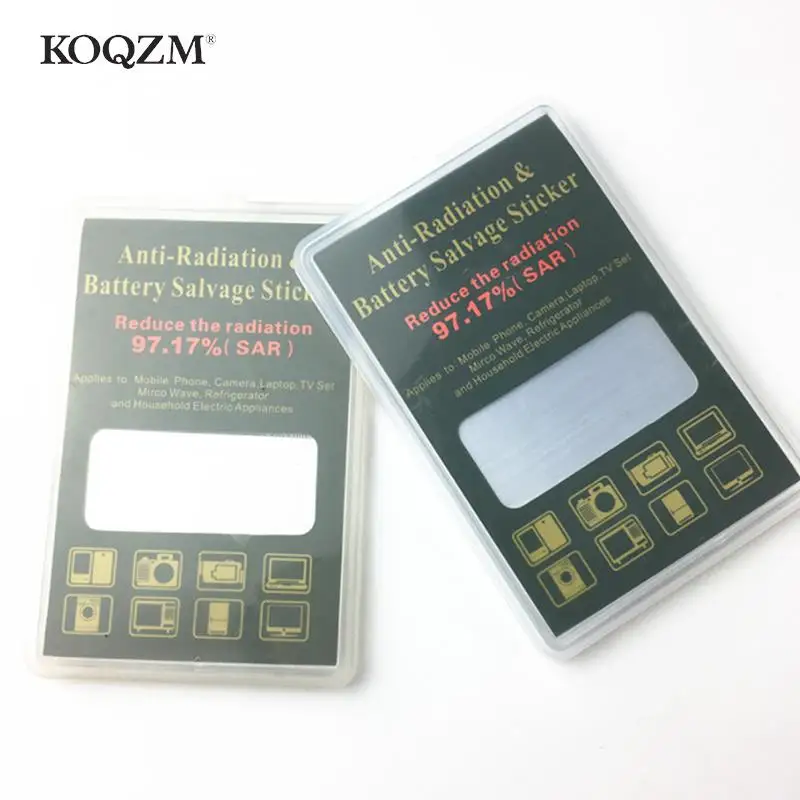 KOQZM®
Anti-Radiation &
Battery Salvage Sticker
Reduce the radiation
97.17%( SAR )
Applies to: Mobile Phone, Camera,Laptop,TV Set
Mirco Wave, Refrigerator
and Household Electric Appliances
Anti-Radiation &
Battery Salvage Sticker
Reduce the radiation
97.17%( SAR )
Applies to: Mobile Phone, Camera,Laptop,TV Set
Mirco Wave, Refrigerator
and Household Electric Appliances